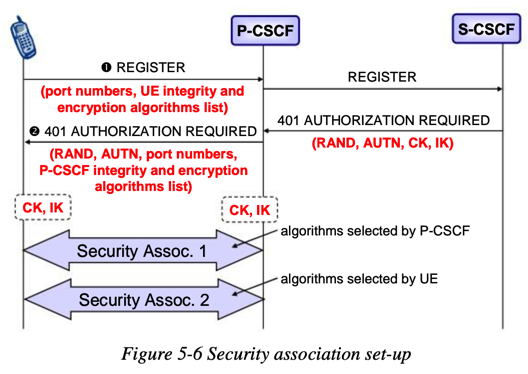 P-CSCF
S-CSCF
❶ REGISTER
(port numbers, UE integrity and
encryption algorithms list)
REGISTER
401 AUTHORIZATION REQUIRED
(RAND, AUTN, CK, IK)
❷ 401 AUTHORIZATION REQUIRED
(RAND, AUTN, port numbers,
P-CSCF integrity and encryption
algorithms list)
CK, IK
CK, IK
algorithms selected by P-CSCF
Security Assoc. 1
algorithms selected by UE
Security Assoc. 2
Figure 5-6 Security association set-up